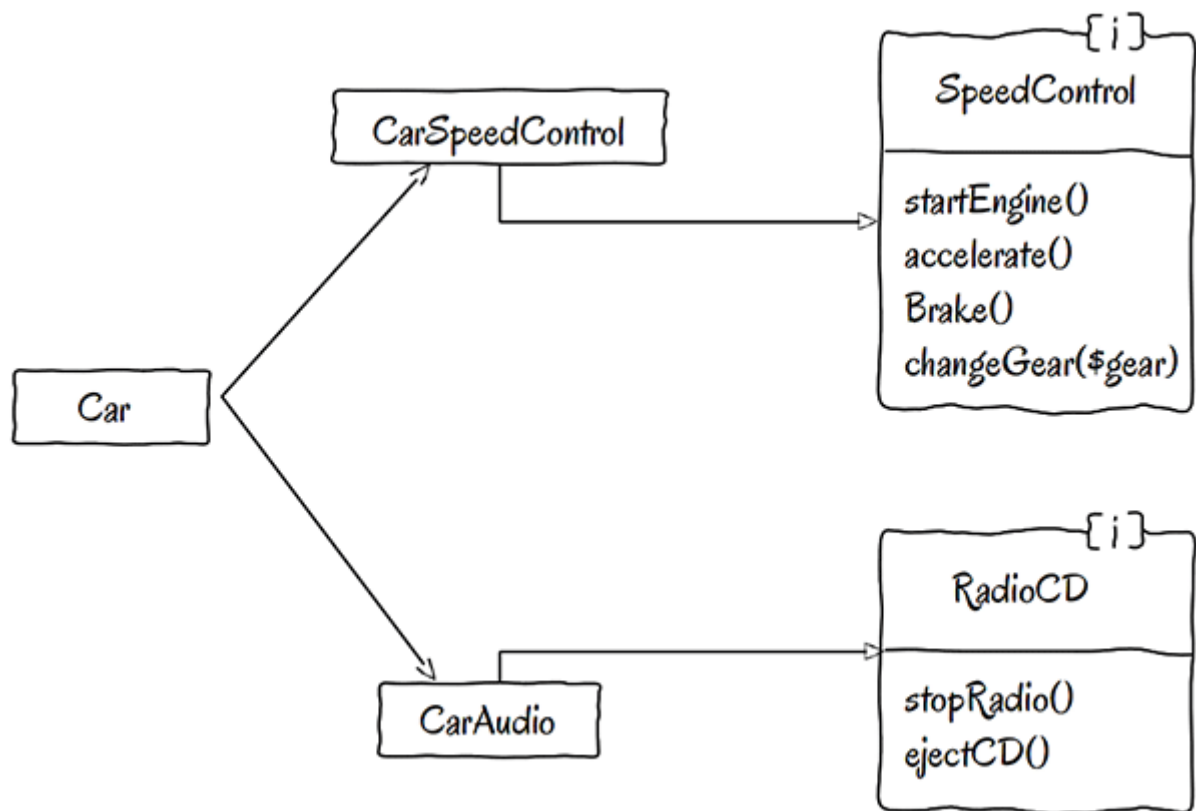 [i]
SpeedControl
CarSpeedControl
startEngine()
accelerate()
Brake()
changeGear($gear)
Car
[i]
RadioCD
CarAudio
stopRadio()
ejectCD()